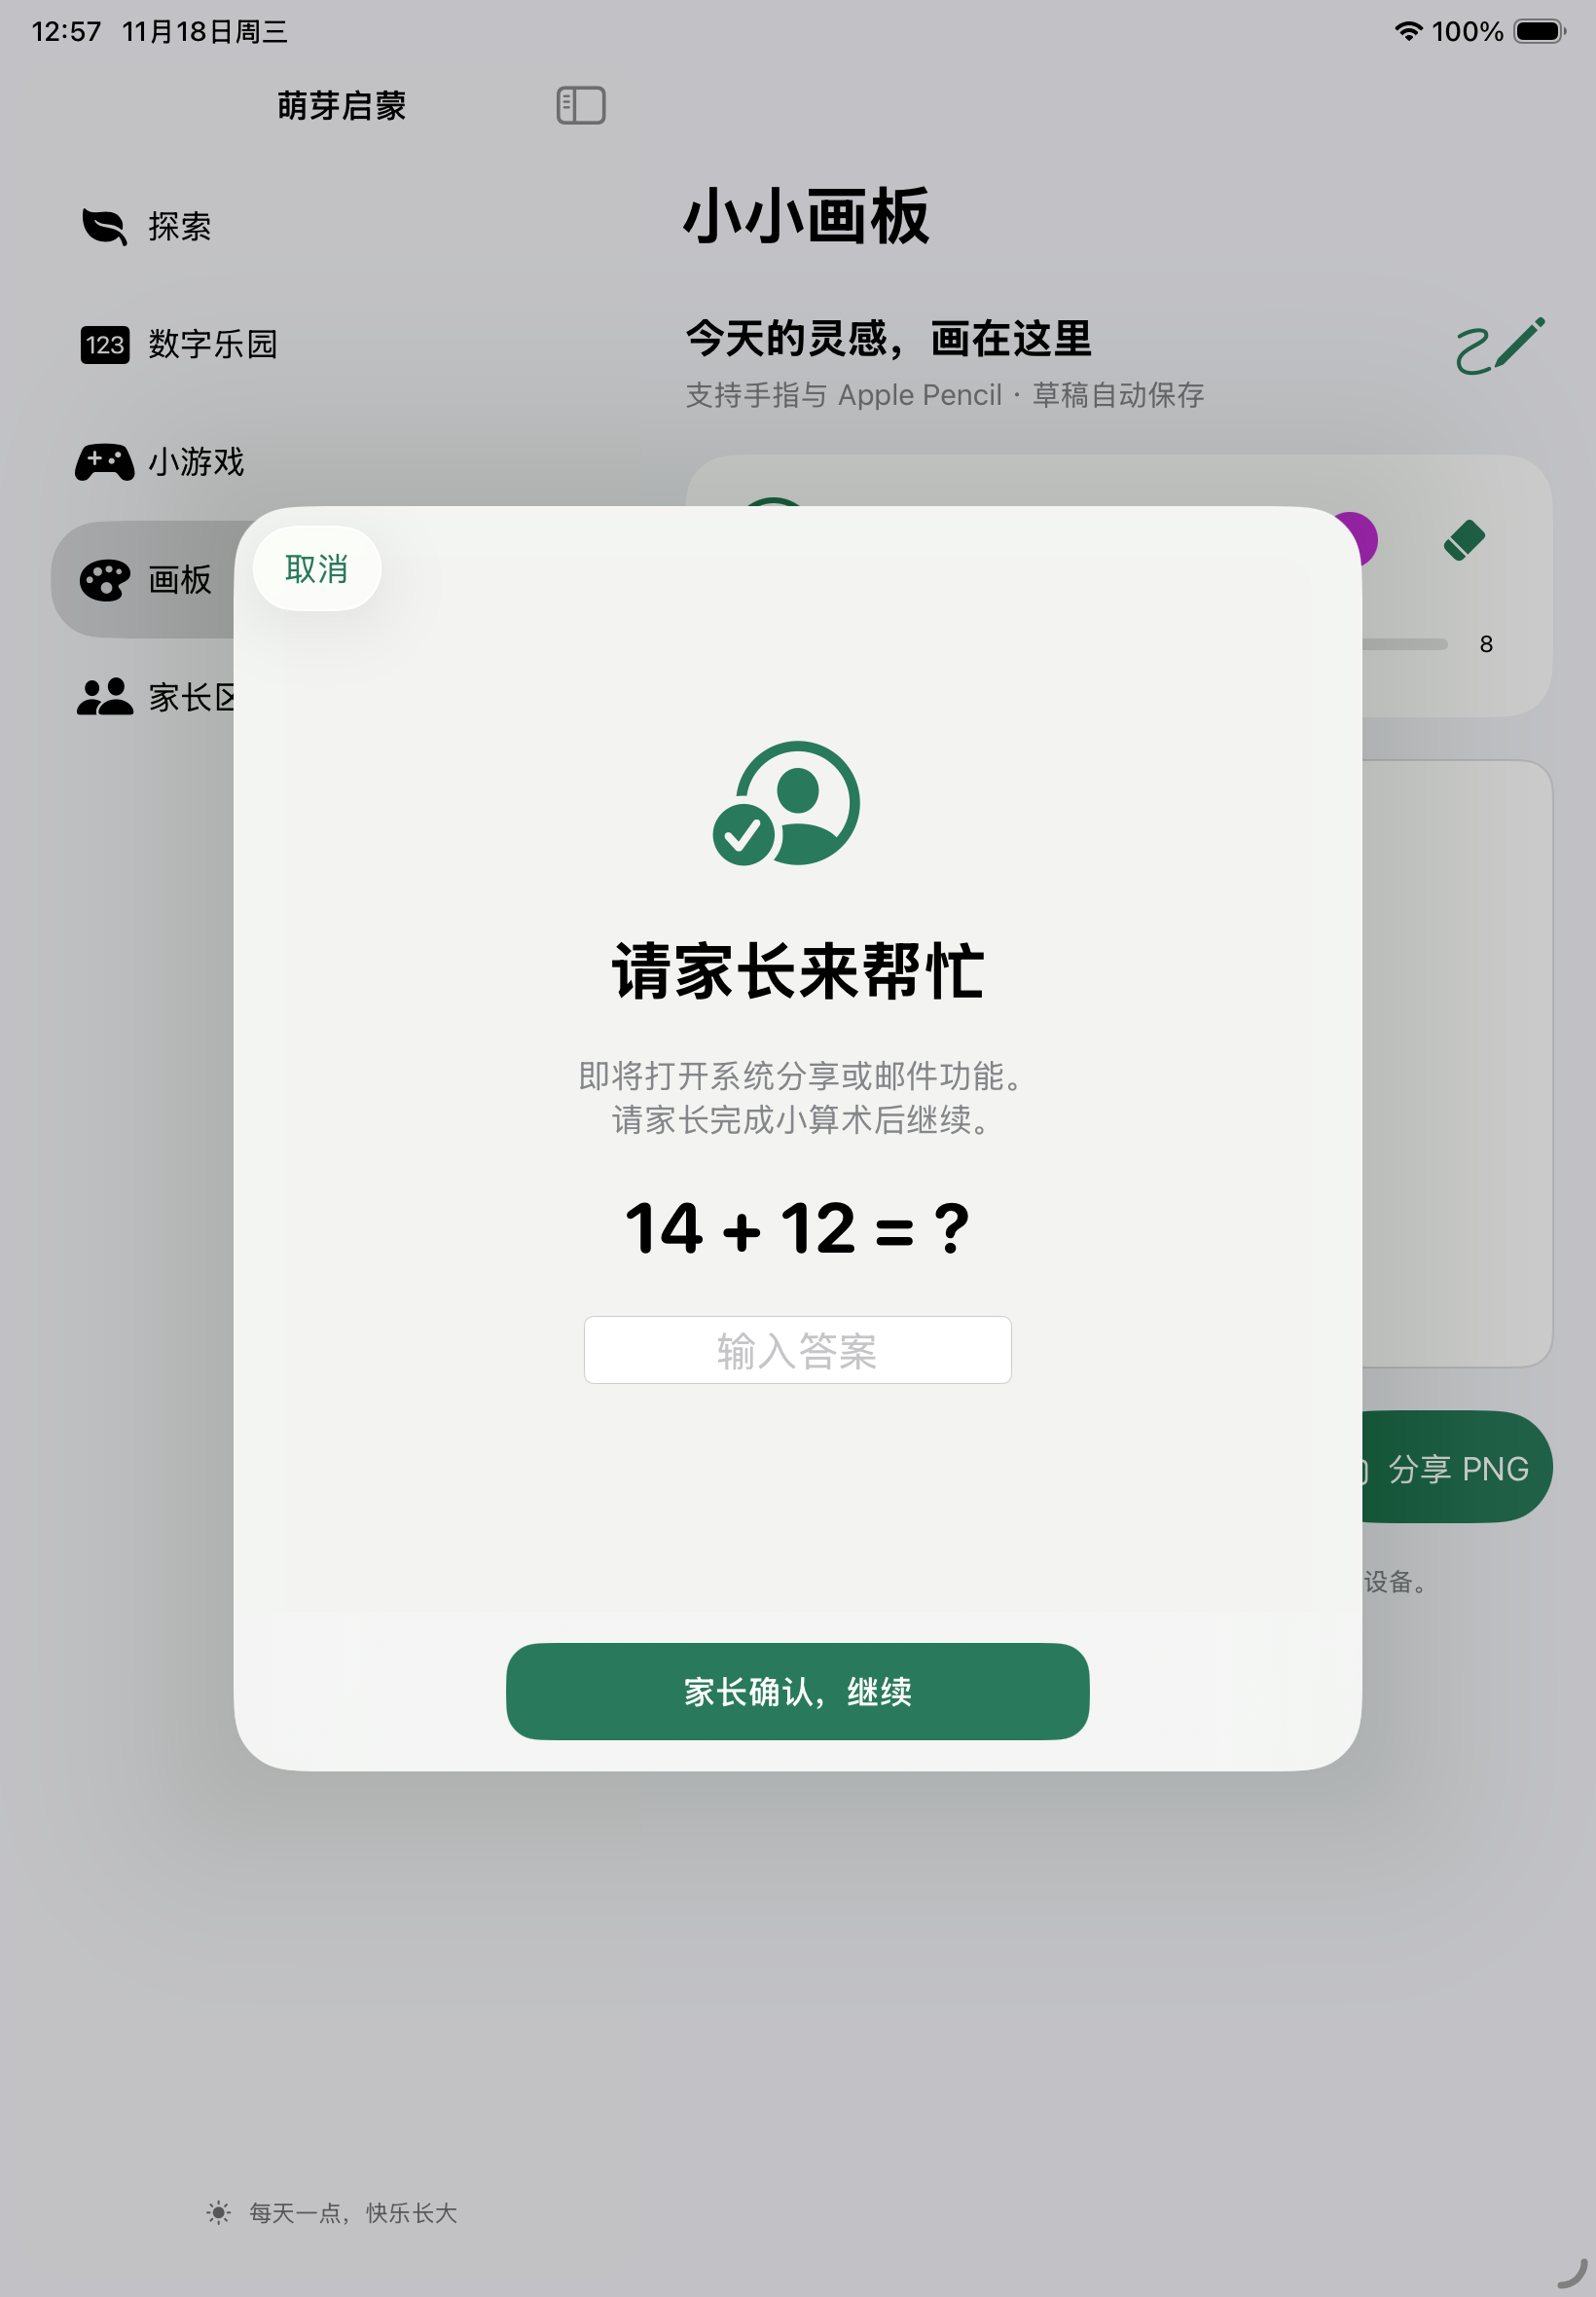 12:57 11月18日周三
100%
萌芽启蒙
探索
123 数字乐园
小游戏
画板
家长区
小小画板
今天的灵感，画在这里
支持手指与 Apple Pencil · 草稿自动保存
8
取消
请家长来帮忙
即将打开系统分享或邮件功能。
请家长完成小算术后继续。
14 + 12 = ?
输入答案
家长确认，继续
分享 PNG
设备。
每天一点，快乐长大